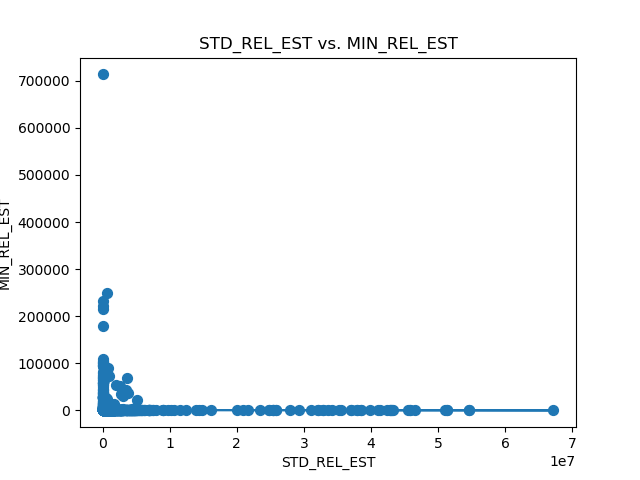 STD_REL_EST vs. MIN_REL_EST
700000
600000
500000
400000
300000
200000
100000
0
MIN_REL_EST
0 1 2 3 4 5 6 7
1e7
STD_REL_EST